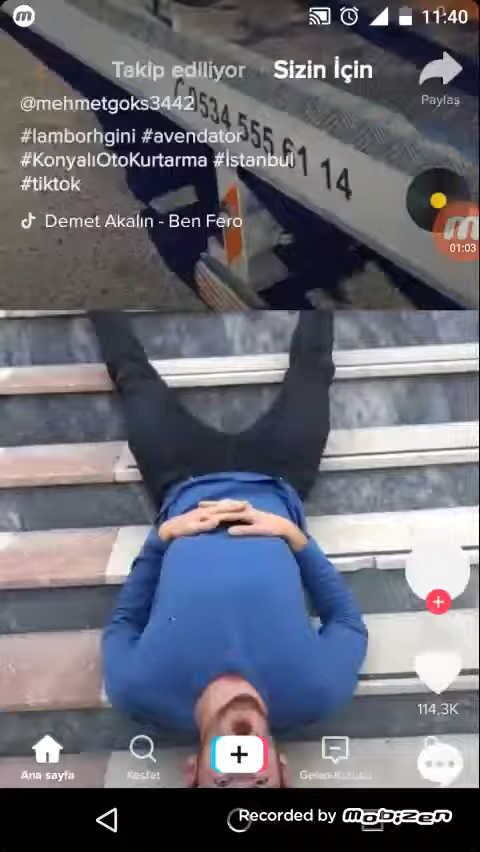 11:40
Takip ediliyor Sizin İçin
Paylaş
@mehmetgoks3442
0534 555 61 14
#lamborhgini #avendator
#KonyalıOtoKurtarma #İstanbul
#tiktok
Demet Akalın - Ben Fero
01:03
114.3K
Ana sayfa
Keşfet
Gelen Kutusu
Recorded by mobizen